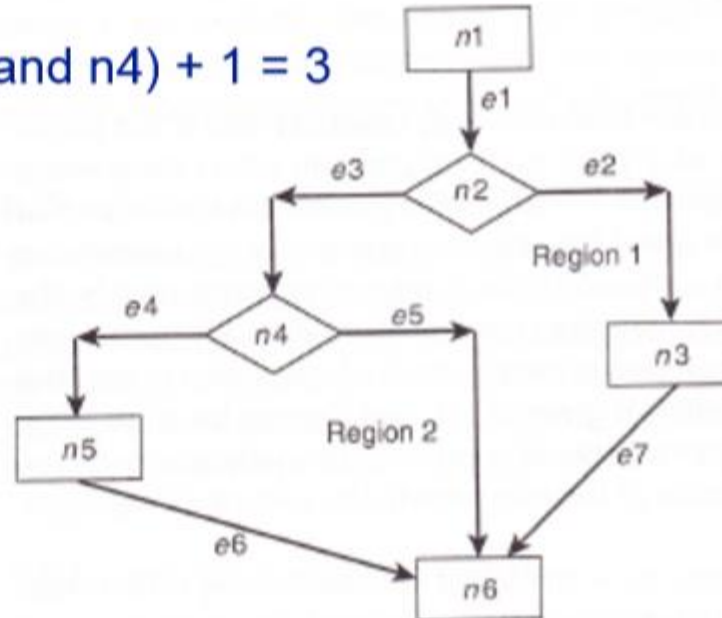 n1
and n4) + 1 = 3
e1
e3
n2
e2
Region 1
e4
n4
e5
n3
n5
Region 2
e7
e6
n6